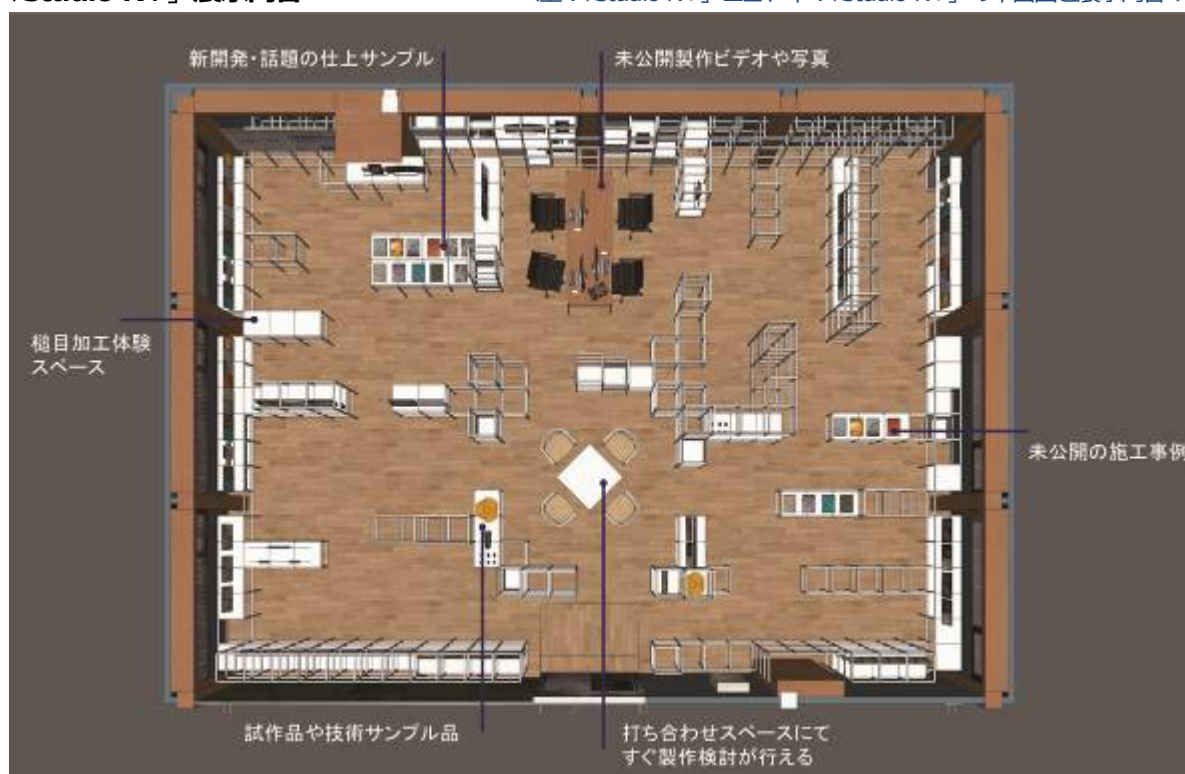 新開発・話題の仕上サンプル
未公開製作ビデオや写真
槌目加工体験
スペース
未公開の施工事例
試作品や技術サンプル品
打ち合わせスペースにて
すぐ製作検討が行える